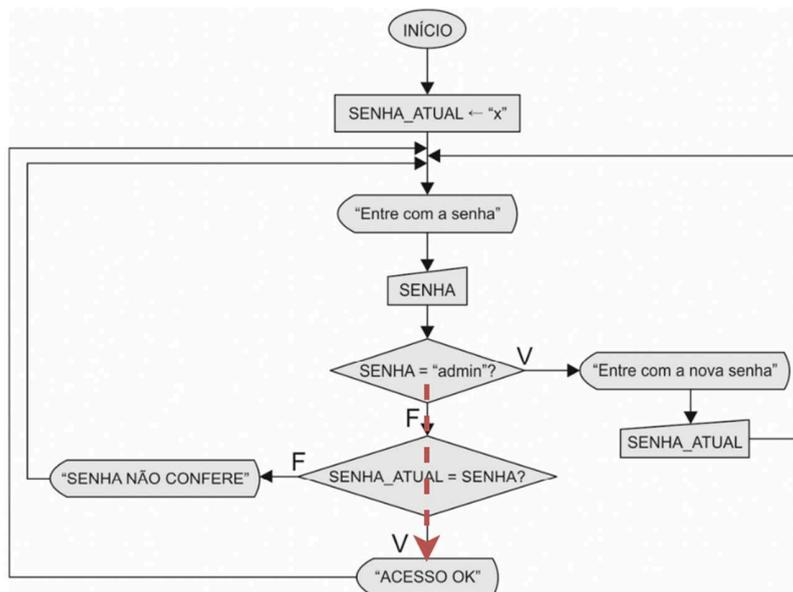 INÍCIO
SENHA_ATUAL ← "x"
"Entre com a senha"
SENHA
SENHA = "admin"?
V
"Entre com a nova senha"
F
SENHA_ATUAL
F
SENHA_ATUAL = SENHA?
"SENHA NÃO CONFERE"
V
"ACESSO OK"